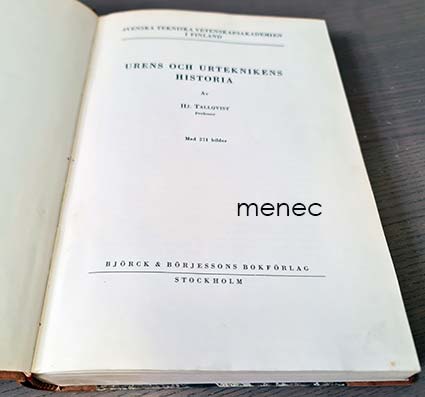 SVENSKA TEKNISKA VETENSKAPSAKADEMIEN
I FINLAND
URENS OCH URTEKNIKENS
HISTORIA
Av
HJ. TALLQVIST
Professor
Med 231 bilder
menec
BJÖRCK & BÖRJESSONS BOKFÖRLAG
STOCKHOLM